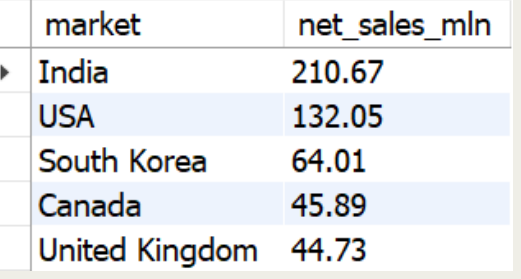 market net_sales_mln
India 210.67
USA 132.05
South Korea 64.01
Canada 45.89
United Kingdom 44.73